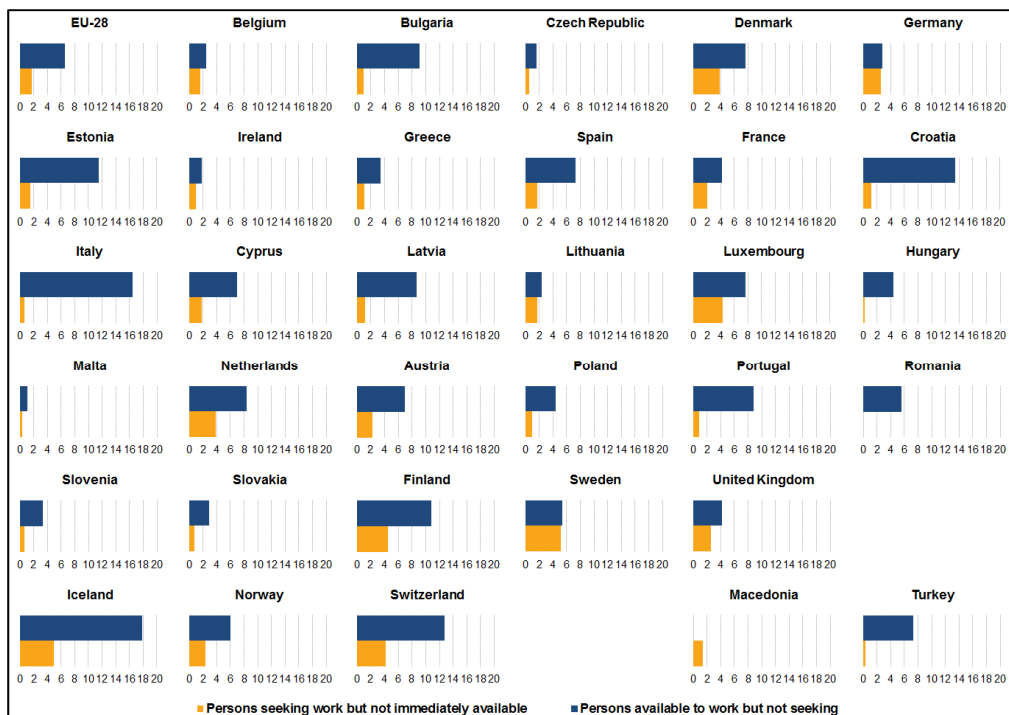 EU-28 Belgium Bulgaria Czech Republic Denmark Germany
0 2 4 6 8 10 12 14 16 18 20 0 2 4 6 8 10 12 14 16 18 20 0 2 4 6 8 10 12 14 16 18 20 0 2 4 6 8 10 12 14 16 18 20 0 2 4 6 8 10 12 14 16 18 20 0 2 4 6 8 10 12 14 16 18 20
Estonia Ireland Greece Spain France Croatia
0 2 4 6 8 10 12 14 16 18 20 0 2 4 6 8 10 12 14 16 18 20 0 2 4 6 8 10 12 14 16 18 20 0 2 4 6 8 10 12 14 16 18 20 0 2 4 6 8 10 12 14 16 18 20 0 2 4 6 8 10 12 14 16 18 20
Italy Cyprus Latvia Lithuania Luxembourg Hungary
0 2 4 6 8 10 12 14 16 18 20 0 2 4 6 8 10 12 14 16 18 20 0 2 4 6 8 10 12 14 16 18 20 0 2 4 6 8 10 12 14 16 18 20 0 2 4 6 8 10 12 14 16 18 20 0 2 4 6 8 10 12 14 16 18 20
Malta Netherlands Austria Poland Portugal Romania
0 2 4 6 8 10 12 14 16 18 20 0 2 4 6 8 10 12 14 16 18 20 0 2 4 6 8 10 12 14 16 18 20 0 2 4 6 8 10 12 14 16 18 20 0 2 4 6 8 10 12 14 16 18 20 0 2 4 6 8 10 12 14 16 18 20
Slovenia Slovakia Finland Sweden United Kingdom
0 2 4 6 8 10 12 14 16 18 20 0 2 4 6 8 10 12 14 16 18 20 0 2 4 6 8 10 12 14 16 18 20 0 2 4 6 8 10 12 14 16 18 20 0 2 4 6 8 10 12 14 16 18 20
Iceland Norway Switzerland Macedonia Turkey
0 2 4 6 8 10 12 14 16 18 20 0 2 4 6 8 10 12 14 16 18 20 0 2 4 6 8 10 12 14 16 18 20 0 2 4 6 8 10 12 14 16 18 20 0 2 4 6 8 10 12 14 16 18 20
Persons seeking work but not immediately available Persons available to work but not seeking